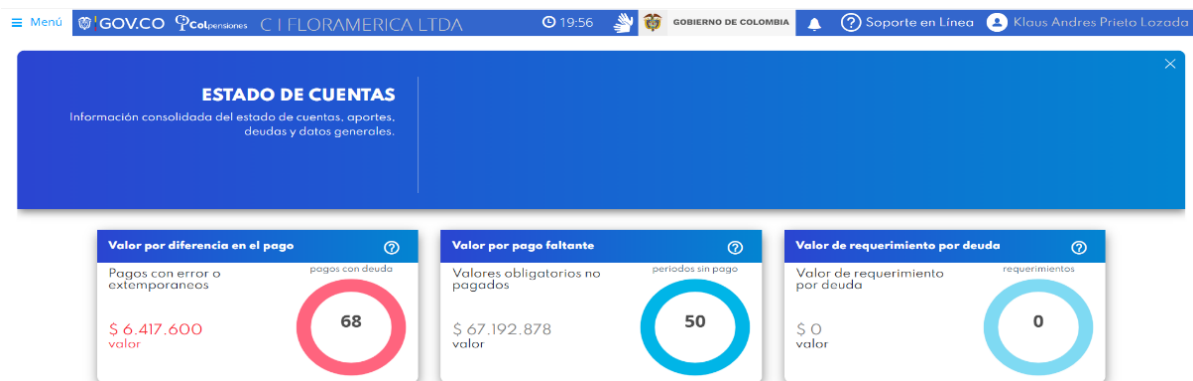 Menú GOV.CO Colpensiones C I FLORAMERICA LTDA 19:56 GOBIERNO DE COLOMBIA Soporte en Línea Klaus Andres Prieto Lozada
ESTADO DE CUENTAS
Información consolidada del estado de cuentas, aportes,
deudas y datos generales.
Valor por diferencia en el pago
pagos con deuda
Pagos con error o
extemporaneos
68
$ 6.417.600
valor
Valor por pago faltante
periodos sin pago
Valores obligatorios no
pagados
50
$ 67.192.878
valor
Valor de requerimiento por deuda
requerimientos
Valor de requerimiento
por deuda
0
$ 0
valor